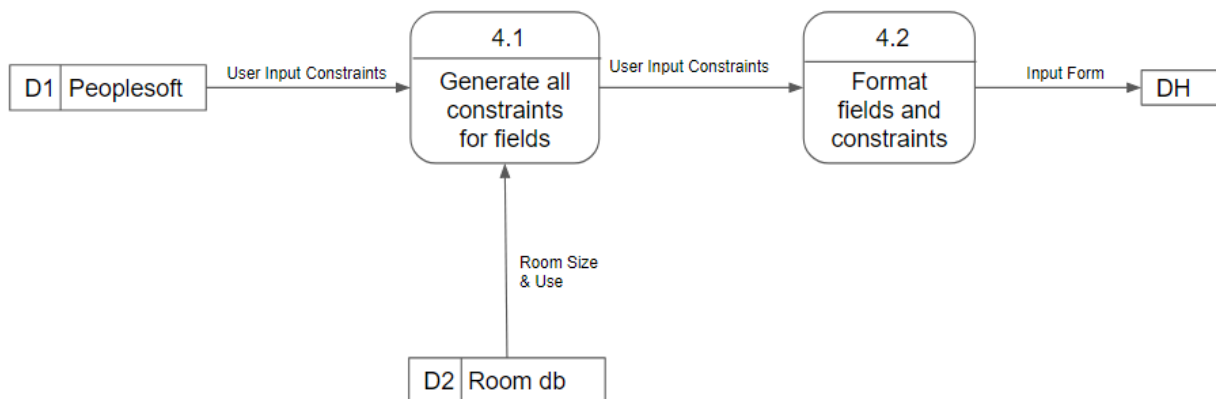 4.1
4.2
D1 Peoplesoft
User Input Constraints
Generate all
constraints
for fields
User Input Constraints
Format
fields and
constraints
Input Form
DH
Room Size
& Use
D2 Room db